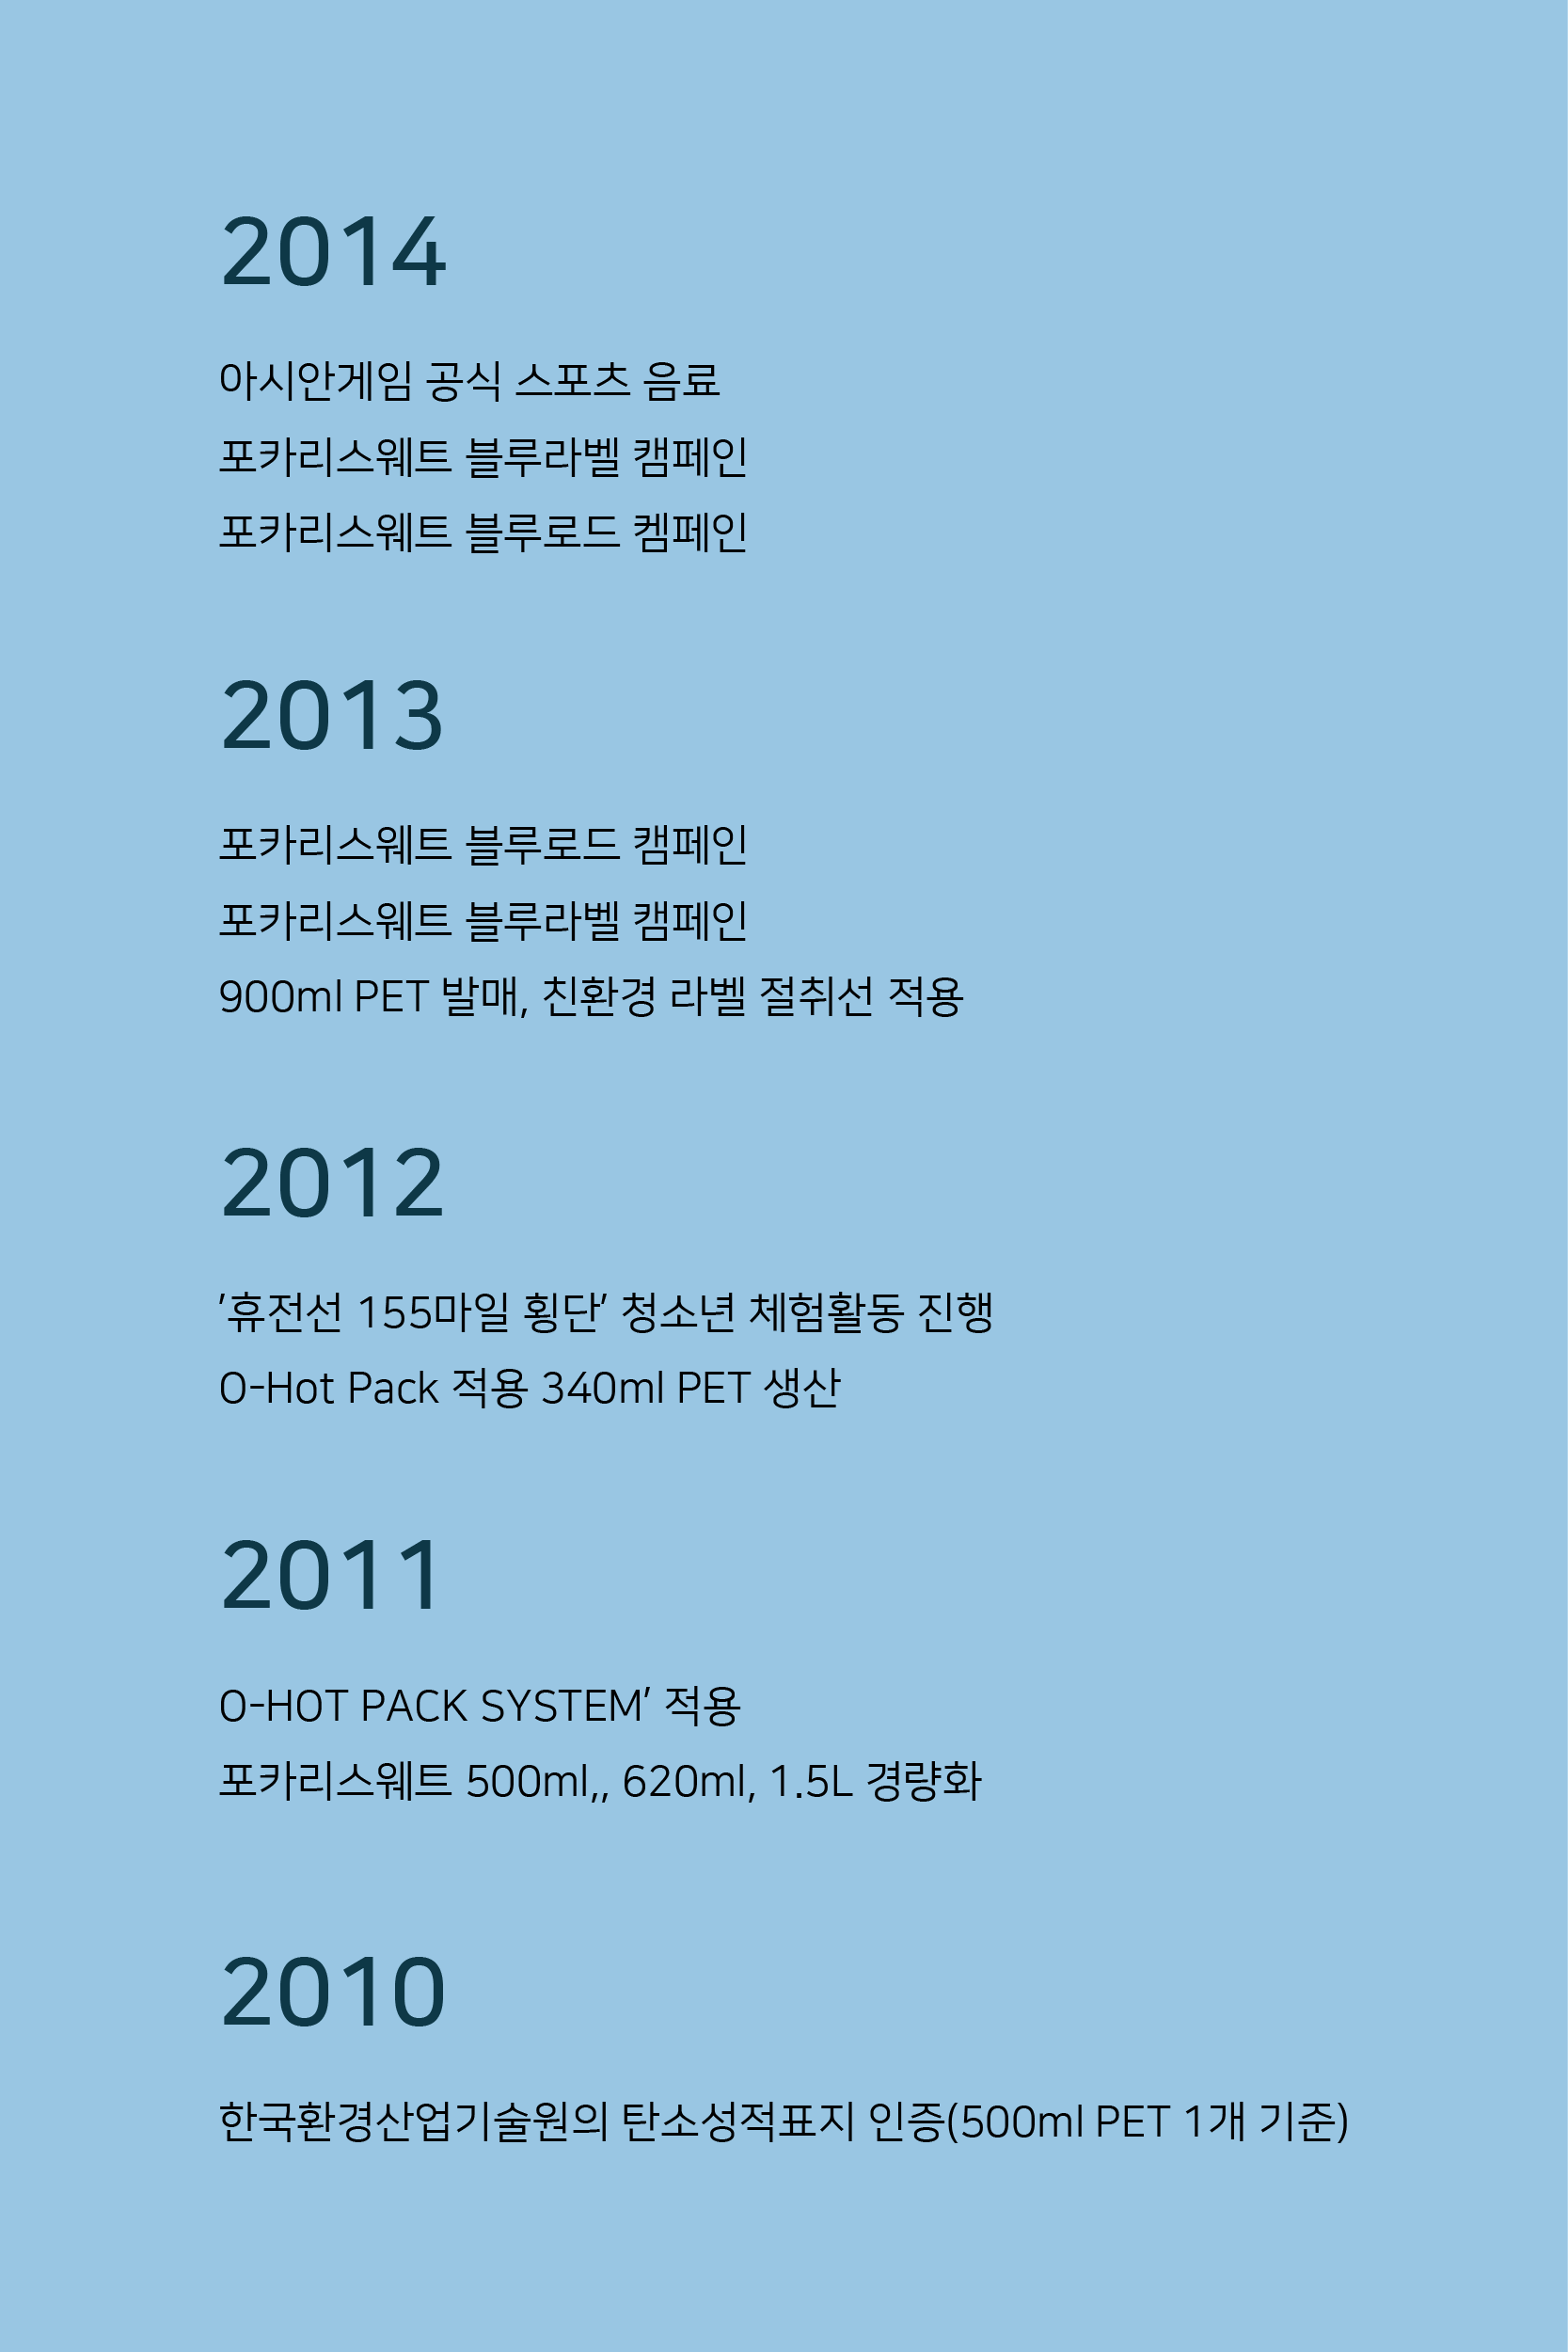 2014
아시안게임 공식 스포츠 음료
포카리스웨트 블루라벨 캠페인
포카리스웨트 블루로드 켐페인
2013
포카리스웨트 블루로드 캠페인
포카리스웨트 블루라벨 캠페인
900ml PET 발매, 친환경 라벨 절취선 적용
2012
'휴전선 155마일 횡단' 청소년 체험활동 진행
O-Hot Pack 적용 340ml PET 생산
2011
O-HOT PACK SYSTEM' 적용
포카리스웨트 500ml,, 620ml, 1.5L 경량화
2010
한국환경산업기술원의 탄소성적표지 인증(500ml PET 1개 기준)